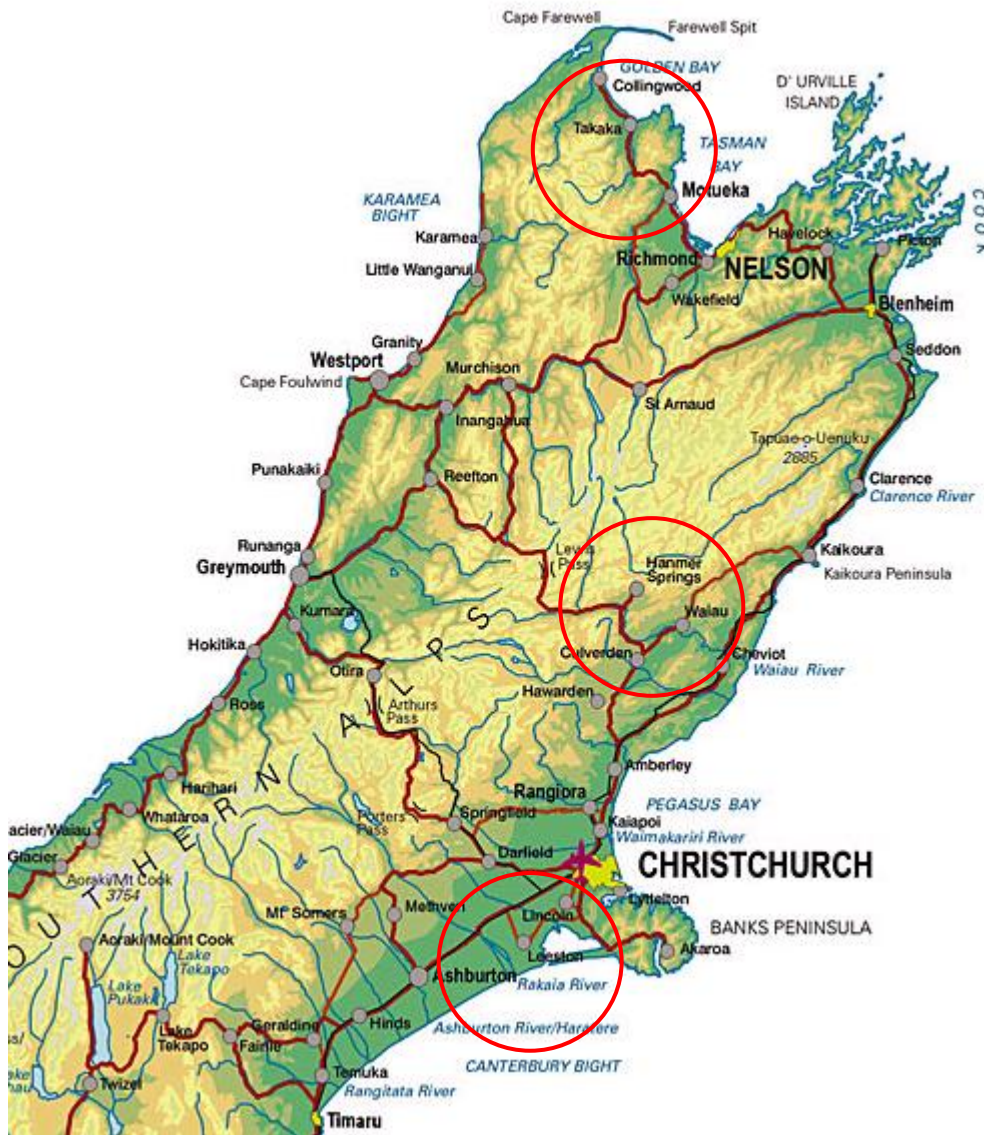 Cape Farewell
Farewell Spit
GOLDEN BAY
Collingwood
D' URVILLE
ISLAND
Takaka
TASMAN
BAY
Motueka
KARAMEA
BIGHT
Karamea
Havelock
Picton
COOK
Richmond
NELSON
Little Wanganui
Wakefield
Blenheim
Granity
Seddon
Westport
Murchison
Cape Foulwind
St Arnaud
Inangahua
Tapuae-o-Uenuku
2885
Punakaiki
Reefton
Clarence
Clarence River
Runanga
Lewis
Pass
Hanmer
Springs
Kaikoura
Greymouth
Kaikoura Peninsula
Kumara
Waiau
Hokitika
Culverden
Cheviot
Otira
Waiau River
Arthurs
Pass
Hawarden
Ross
SOUTHERN ALPS
Amberley
Harihari
Rangiora
PEGASUS BAY
Whataroa
Porters
Pass
Springfield
Kaiapoi
Waimakariri River
acier/Waiau
Glacier
Darfield
CHRISTCHURCH
Aoraki/Mt Cook
3754
Lyttelton
Methven
Lincoln
Mt Somers
BANKS PENINSULA
Aoraki/Mount Cook
Leeston
Akaroa
Lake
Tekapo
Ashburton
Rakaia River
Lake
Pukaki
Hinds
Geraldine
Ashburton River/Hakatere
Lake
Tekapo
Fairlie
CANTERBURY BIGHT
Temuka
Twizel
Rangitata River
Timaru